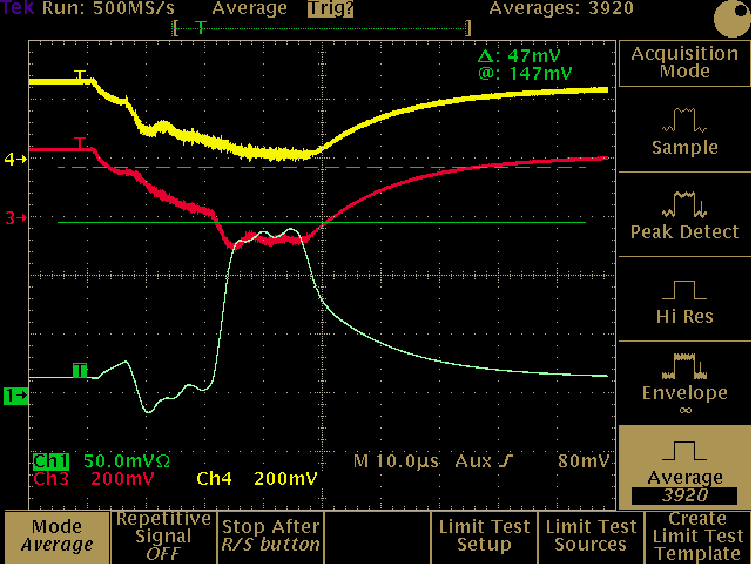 Tek Run: 500MS/s Average Trig?
Averages: 3920
[ T ]
Δ: 47mV
@: 147mV
T
T
4
3
T
1
Ch1 50.0mVΩ M 10.0µs Aux ƒ 80mV
Ch3 200mV Ch4 200mV
Acquisition
Mode
Sample
Peak Detect
Hi Res
Envelope
∞
Average
3920
Mode
Average
Repetitive
Signal
OFF
Stop After
R/S button
Limit Test
Setup
Limit Test
Sources
Create
Limit Test
Template